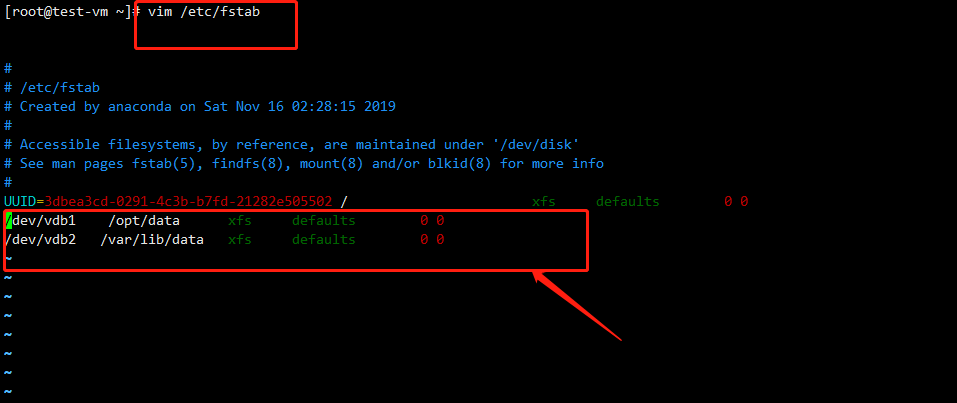 [root@test-vm ~]# vim /etc/fstab
#
# /etc/fstab
# Created by anaconda on Sat Nov 16 02:28:15 2019
#
# Accessible filesystems, by reference, are maintained under '/dev/disk'
# See man pages fstab(5), findfs(8), mount(8) and/or blkid(8) for more info
#
UUID=3dbea3cd-0291-4c3b-b7fd-21282e505502 / xfs defaults 0 0
/dev/vdb1 /opt/data xfs defaults 0 0
/dev/vdb2 /var/lib/data xfs defaults 0 0
~
~
~
~
~
~
~
~